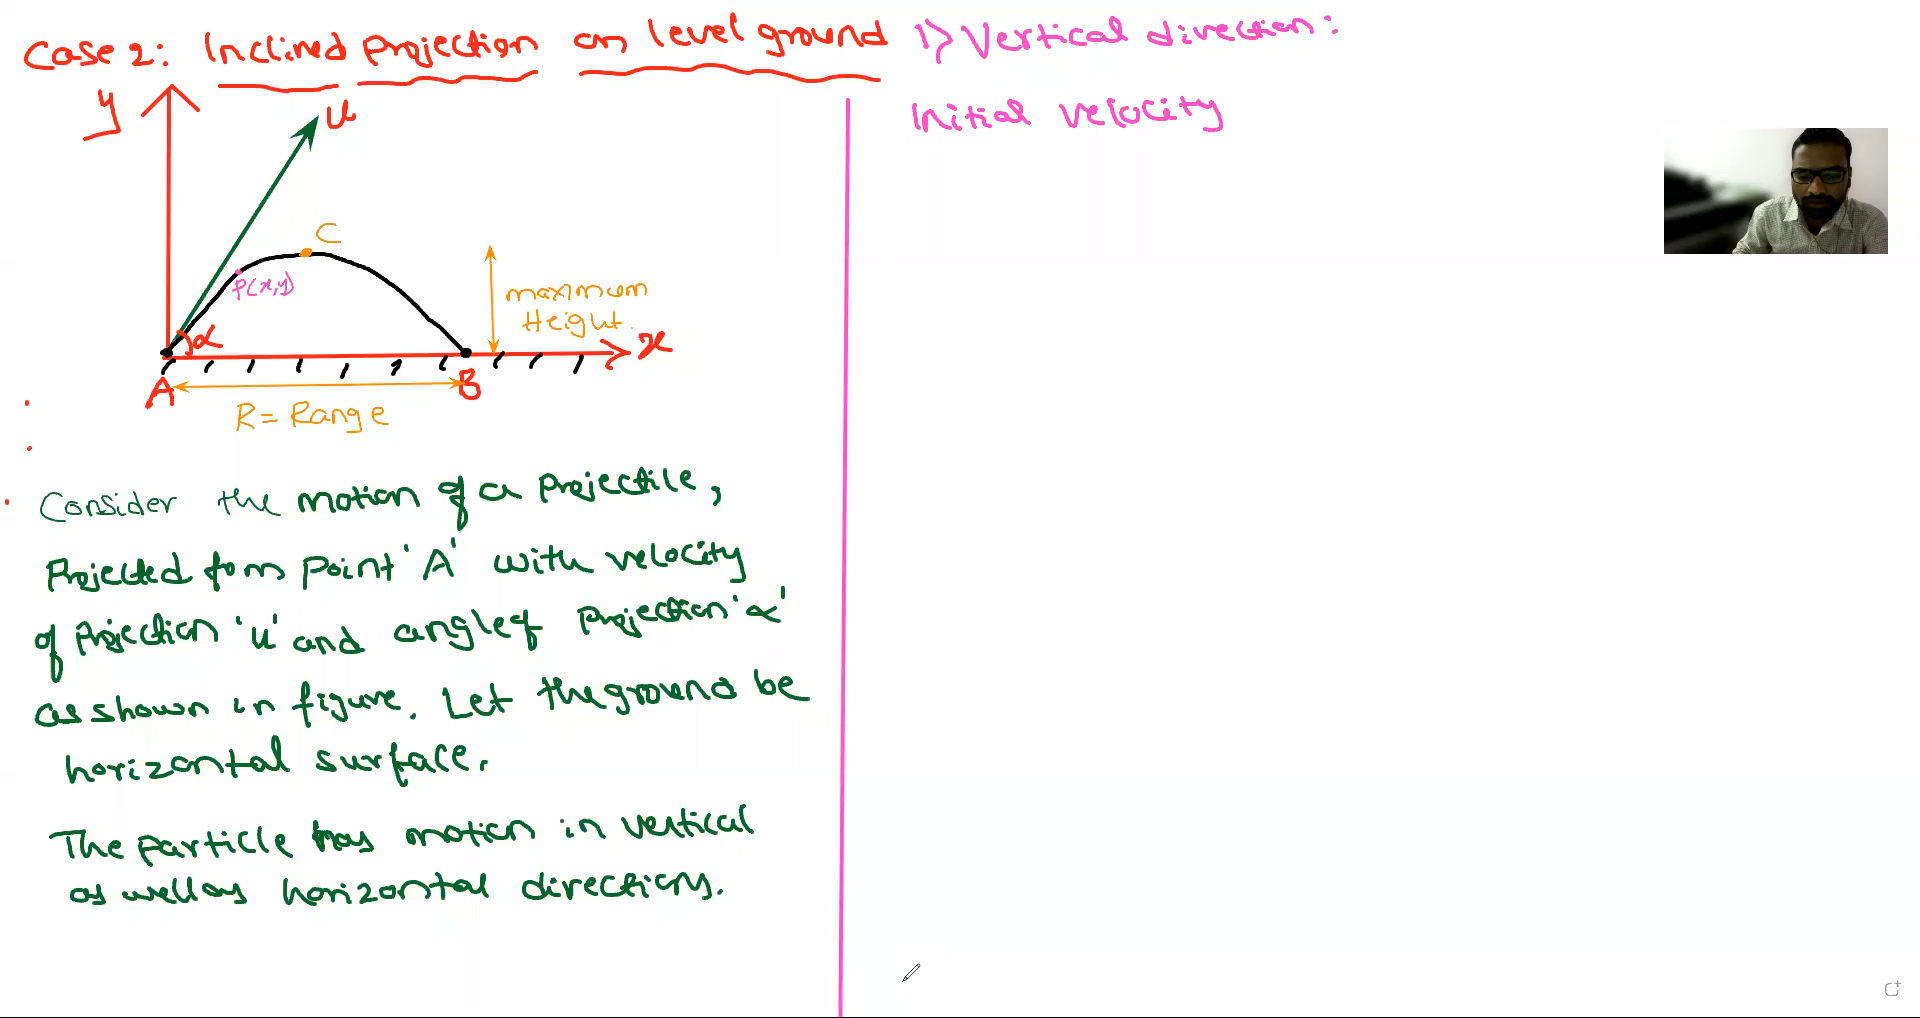 Case 2: Inclined projection on level ground
y
u
C
P(x,y)
maximum
Height.
α
x
A
B
R = Range
Consider the motion of a projectile,
Projected from point 'A' with velocity
of projection 'u' and angle of projection 'α'
as shown in figure. Let the ground be
horizontal surface.
The particle has motion in vertical
as well as horizontal directions.
1) Vertical direction:
Initial velocity